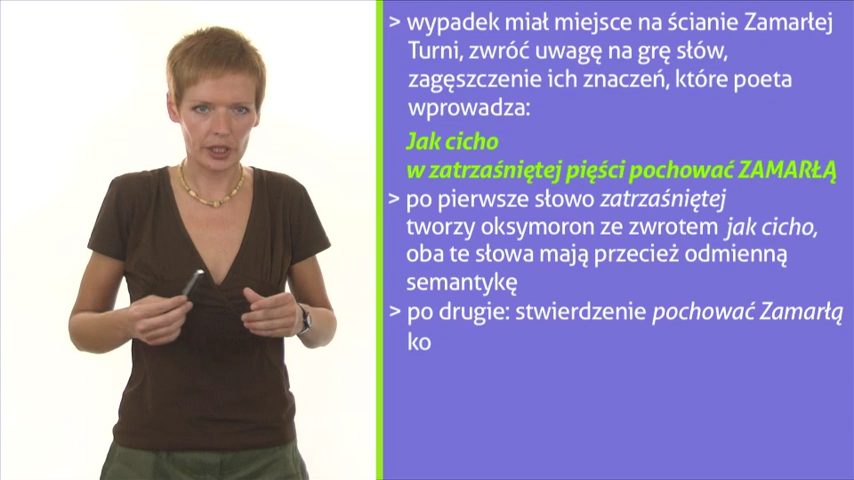 > wypadek miał miejsce na ścianie Zamarłej
Turni, zwróć uwagę na grę słów,
zagęszczenie ich znaczeń, które poeta
wprowadza:
Jak cicho
w zatrzaśniętej pięści pochować ZAMARŁĄ
> po pierwsze słowo zatrzaśniętej
tworzy oksymoron ze zwrotem jak cicho,
oba te słowa mają przecież odmienną
semantykę
> po drugie: stwierdzenie pochować Zamarłą
ko